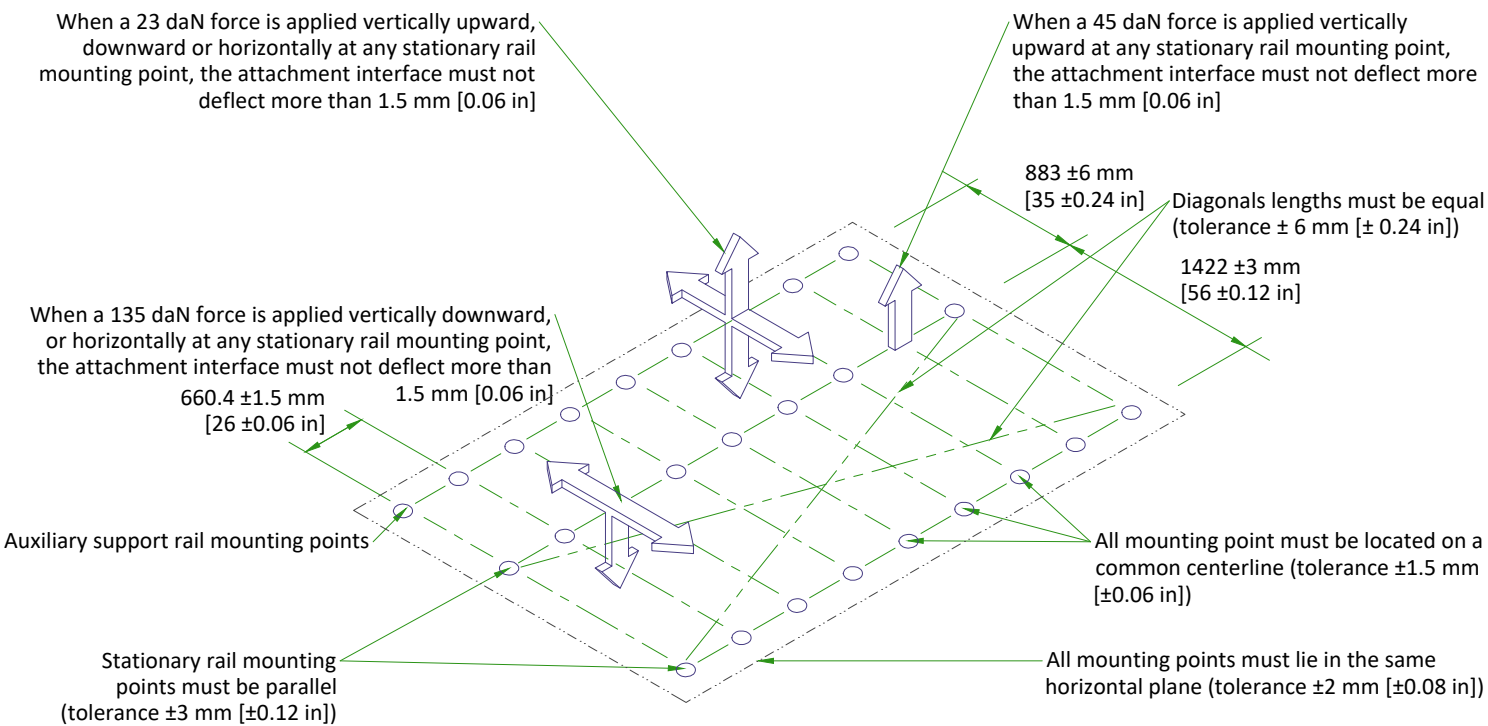 When a 23 daN force is applied vertically upward,
downward or horizontally at any stationary rail
mounting point, the attachment interface must not
deflect more than 1.5 mm [0.06 in]
When a 45 daN force is applied vertically
upward at any stationary rail mounting point,
the attachment interface must not deflect more
than 1.5 mm [0.06 in]
883 ±6 mm
[35 ±0.24 in]
Diagonals lengths must be equal
(tolerance ± 6 mm [± 0.24 in])
1422 ±3 mm
[56 ±0.12 in]
When a 135 daN force is applied vertically downward,
or horizontally at any stationary rail mounting point,
the attachment interface must not deflect more than
1.5 mm [0.06 in]
660.4 ±1.5 mm
[26 ±0.06 in]
Auxiliary support rail mounting points
All mounting point must be located on a
common centerline (tolerance ±1.5 mm
[±0.06 in])
Stationary rail mounting
points must be parallel
(tolerance ±3 mm [±0.12 in])
All mounting points must lie in the same
horizontal plane (tolerance ±2 mm [±0.08 in])